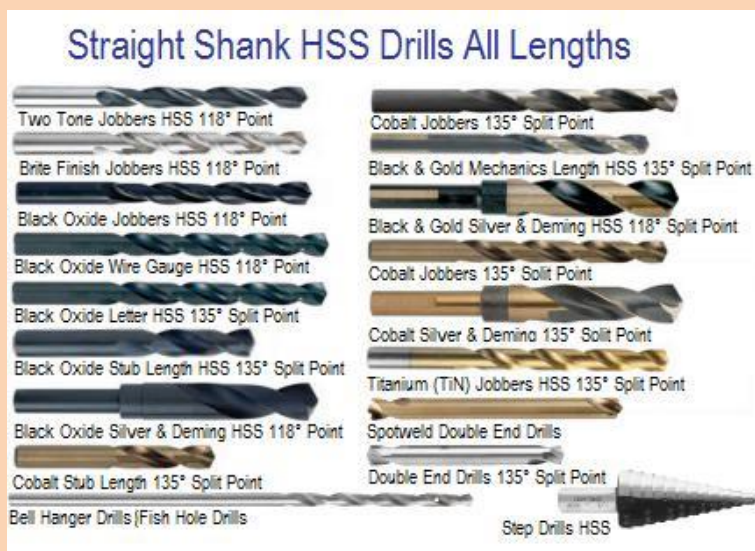 Straight Shank HSS Drills All Lengths
Two Tone Jobbers HSS 118° Point
Brite Finish Jobbers HSS 118° Point
Black Oxide Jobbers HSS 118° Point
Black Oxide Wire Gauge HSS 118° Point
Black Oxide Letter HSS 135° Split Point
Black Oxide Stub Length HSS 135° Split Point
Black Oxide Silver & Deming HSS 118° Point
Cobalt Stub Length 135° Split Point
Bell Hanger Drills{Fish Hole Drills
Cobalt Jobbers 135° Split Point
Black & Gold Mechanics Length HSS 135° Split Point
Black & Gold Silver & Deming HSS 118° Split Point
Cobalt Jobbers 135° Split Point
Cobalt Silver & Deming 135° Split Point
Titanium (TiN) Jobbers HSS 135° Split Point
Spotweld Double End Drills
Double End Drills 135° Split Point
Step Drills HSS